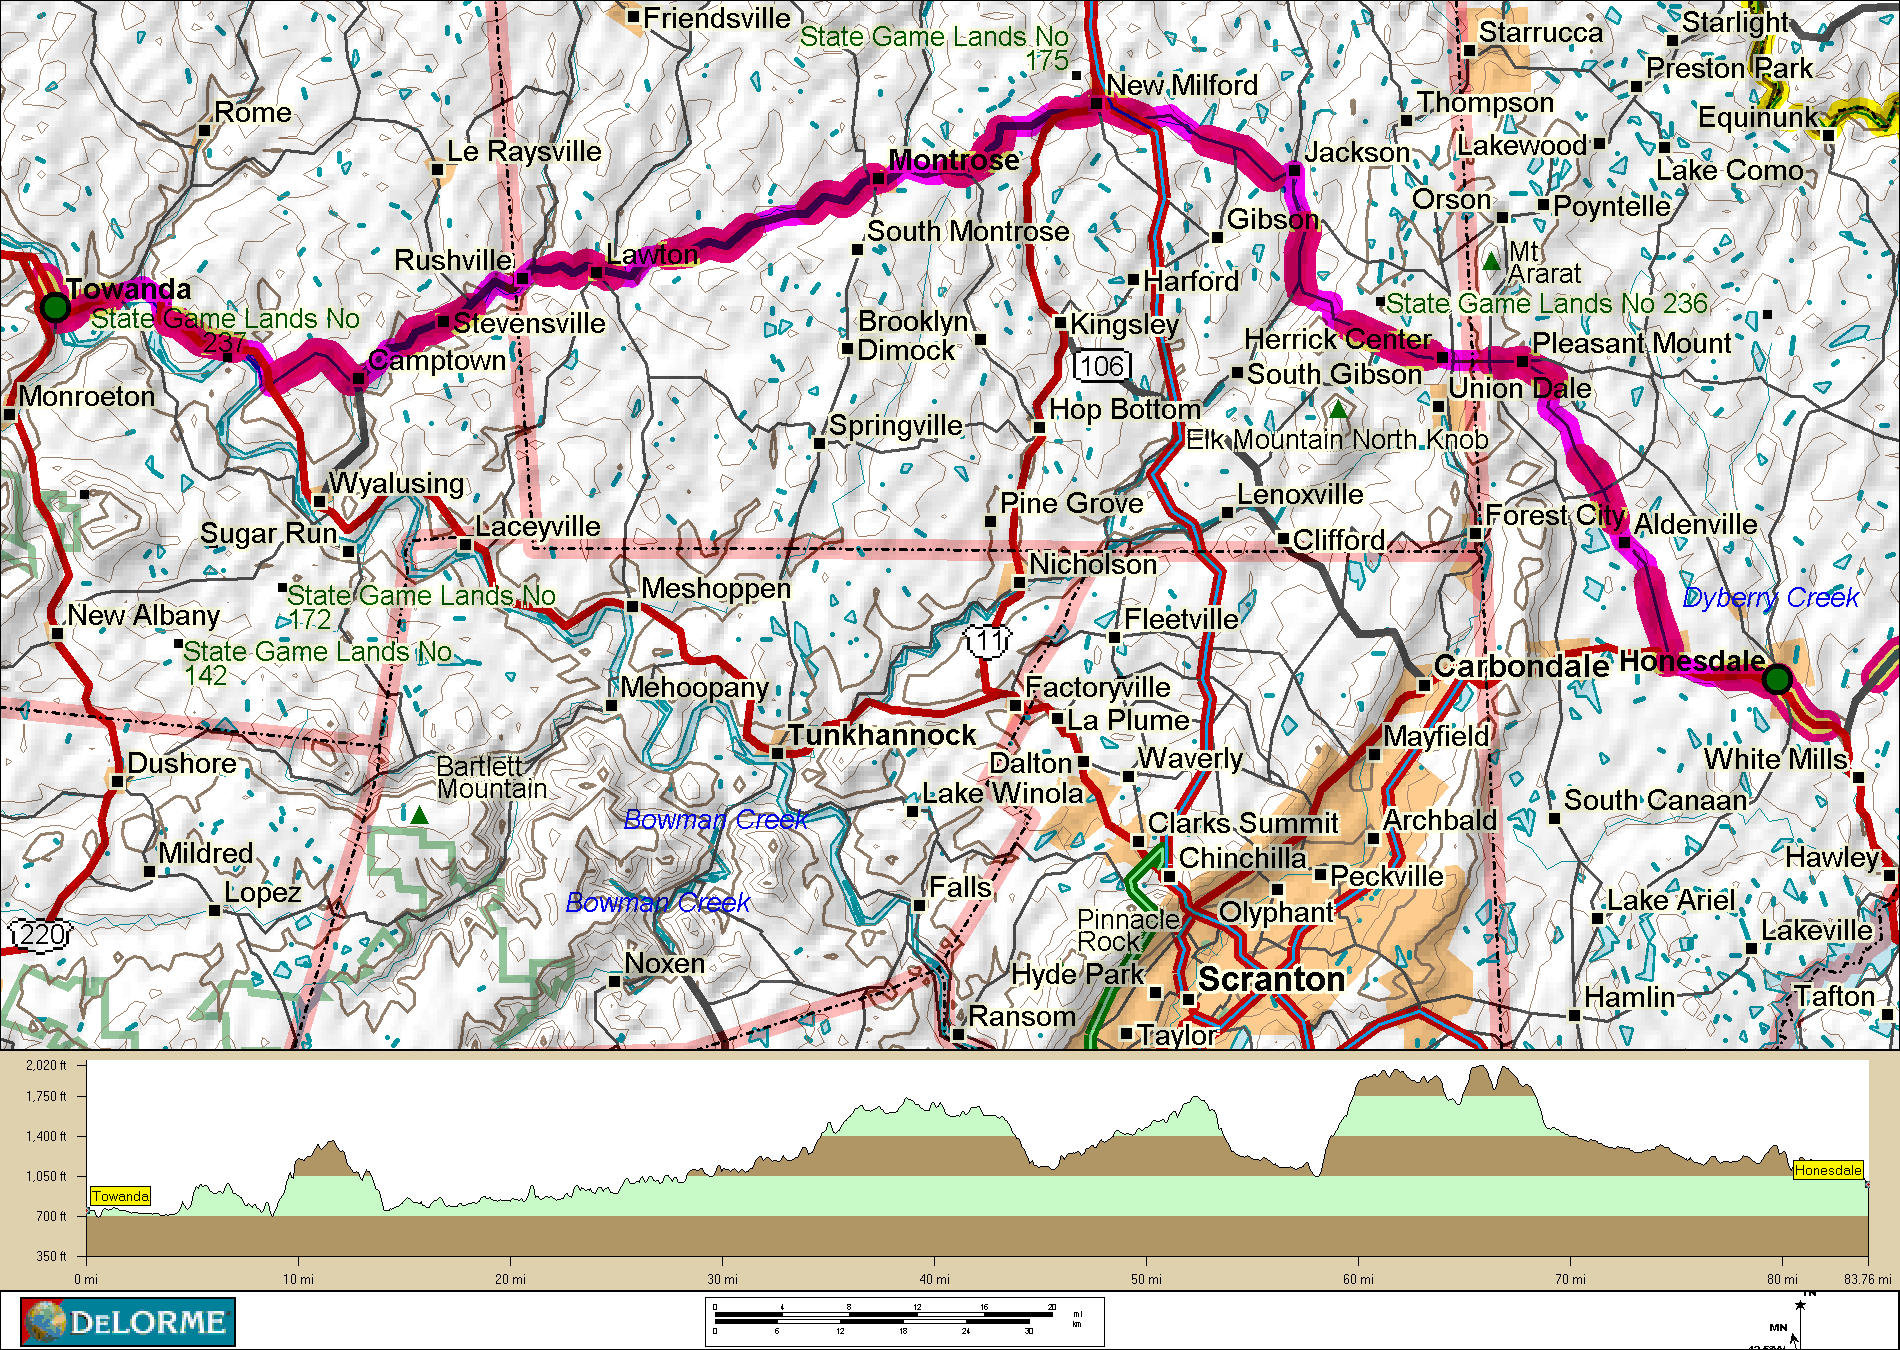 Friendsville
State Game Lands No
175
Starrucca
Starlight
Preston Park
New Milford
Thompson
Equinunk
Rome
Le Raysville
Montrose
Jackson
Lakewood
Lake Como
Orson
Poyntelle
Gibson
South Montrose
Rushville
Lawton
Mt
Ararat
Harford
State Game Lands No 236
Towanda
State Game Lands No
237
Stevensville
Brooklyn
Dimock
Kingsley
Herrick Center
Pleasant Mount
Camptown
106
South Gibson
Union Dale
Monroeton
Hop Bottom
Springville
Elk Mountain North Knob
Wyalusing
Pine Grove
Lenoxville
Sugar Run
Laceyville
Forest City
Aldenville
Clifford
Nicholson
State Game Lands No
172
Meshoppen
Dyberry Creek
New Albany
Fleetville
State Game Lands No
142
11
Carbondale
Honesdale
Mehoopany
Factoryville
La Plume
Tunkhannock
Mayfield
Dushore
Bartlett
Mountain
Dalton
Waverly
White Mills
Lake Winola
South Canaan
Bowman Creek
Clarks Summit
Archbald
Mildred
Chinchilla
Hawley
Peckville
Lopez
Falls
Bowman Creek
Pinnacle
Rock
Olyphant
Lake Ariel
220
Lakeville
Noxen
Hyde Park
Scranton
Hamlin
Tafton
Ransom
Taylor
2,020 ft
1,750 ft
1,400 ft
1,050 ft
700 ft
350 ft
Towanda
Honesdale
0 mi
10 mi
20 mi
30 mi
40 mi
50 mi
60 mi
70 mi
80 mi
83.76 mi
DELORME
0 4 8 12 16 20 mi
0 6 12 18 24 30 km
MN